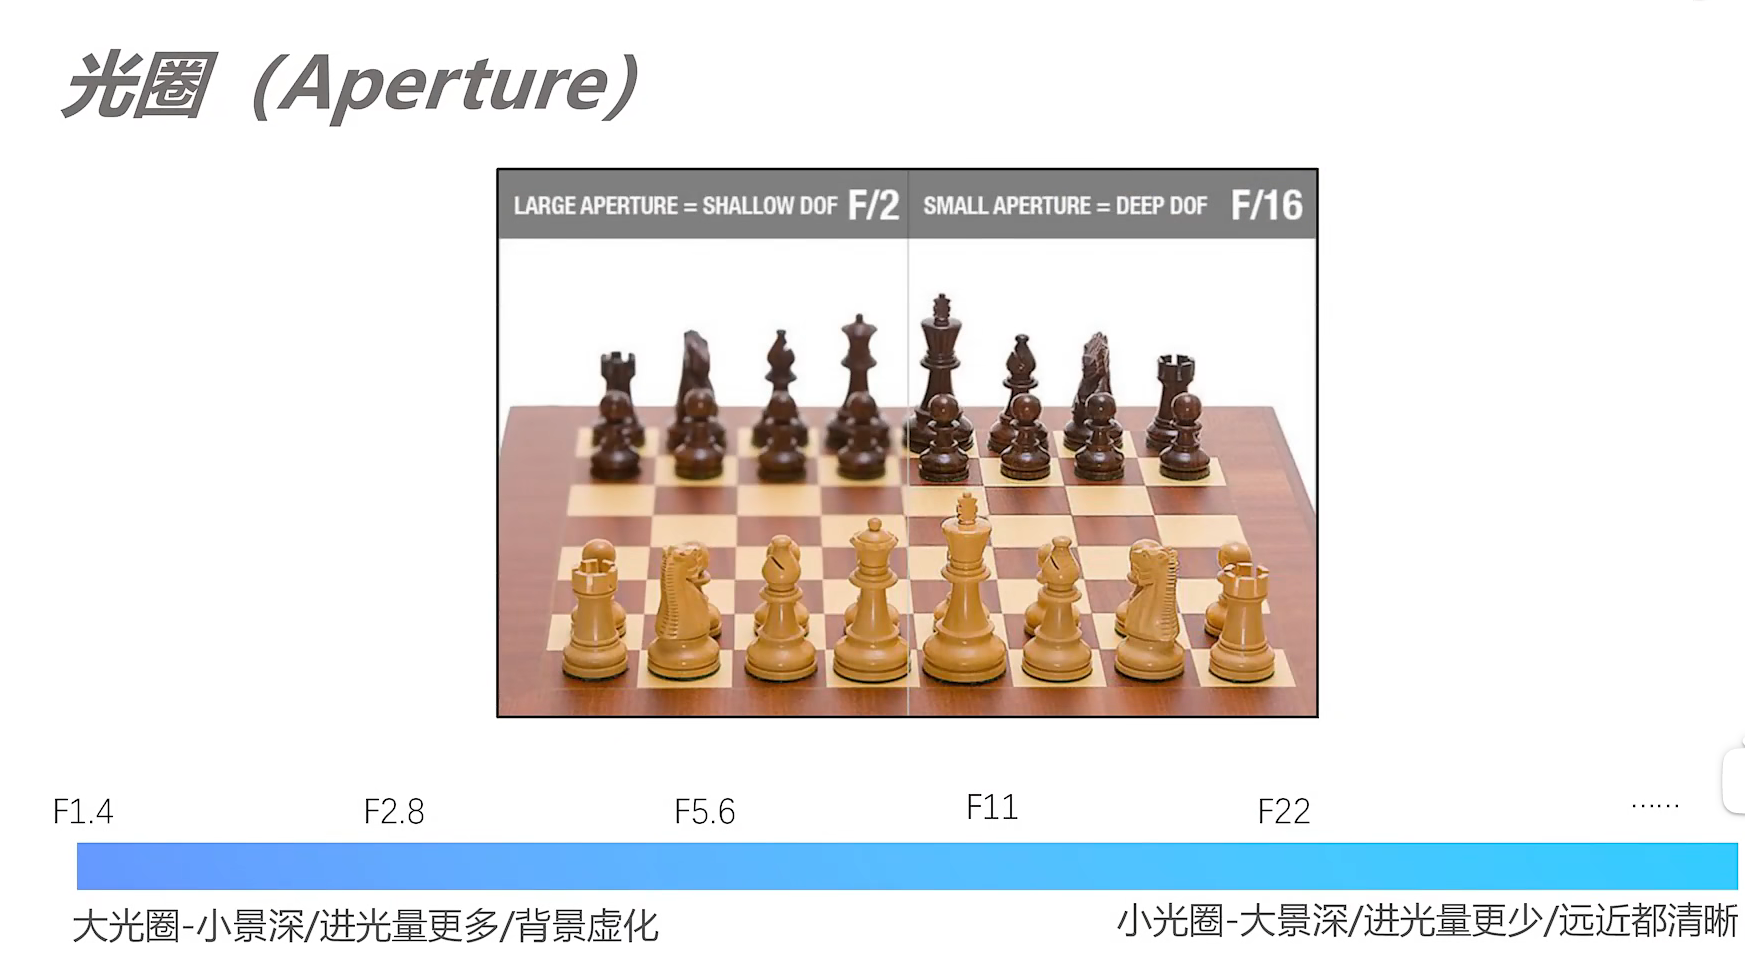 光圈（Aperture）
LARGE APERTURE = SHALLOW DOF F/2
SMALL APERTURE = DEEP DOF F/16
F1.4 F2.8 F5.6 F11 F22 ……
大光圈-小景深/进光量更多/背景虚化
小光圈-大景深/进光量更少/远近都清晰